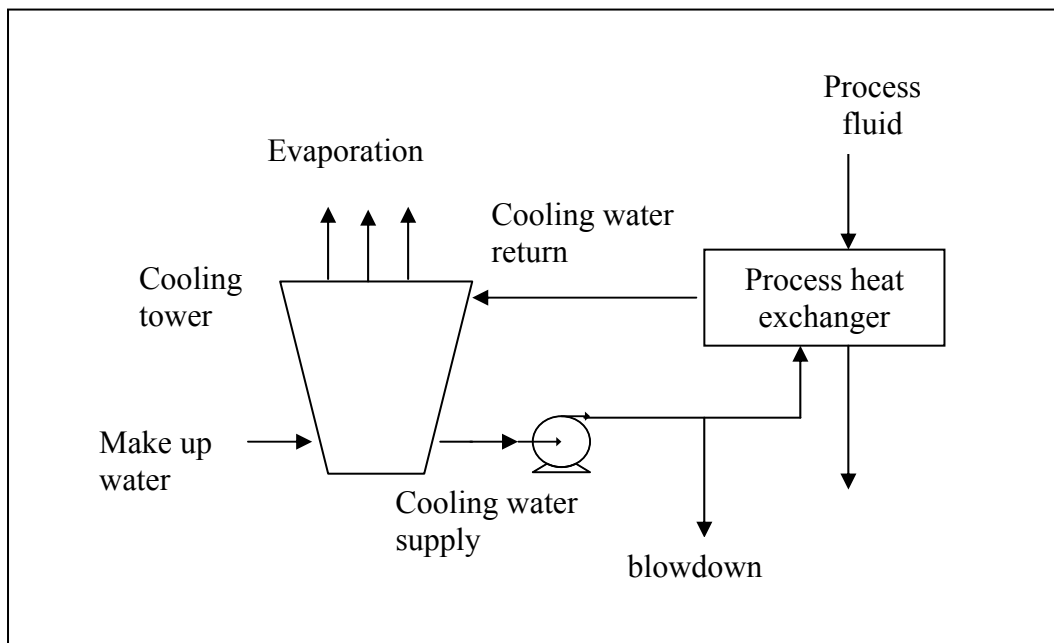 Process
fluid
Evaporation
Cooling water
return
Cooling
tower
Process heat
exchanger
Make up
water
Cooling water
supply
blowdown